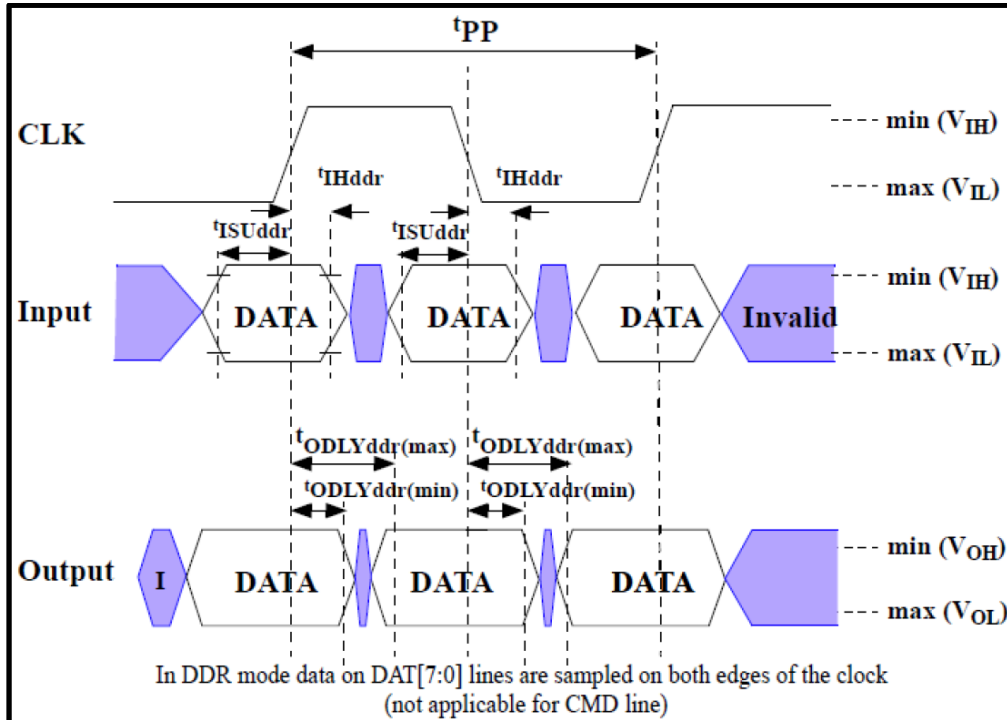 tPP
CLK
min (VIH)
tIHddr
tIHddr
max (VIL)
tISUddr
tISUddr
Input
DATA
DATA
DATA
Invalid
min (VIH)
max (VIL)
tODLYddr(max)
tODLYddr(max)
tODLYddr(min)
tODLYddr(min)
Output
I
DATA
DATA
DATA
min (VOH)
max (VOL)
In DDR mode data on DAT[7:0] lines are sampled on both edges of the clock
(not applicable for CMD line)